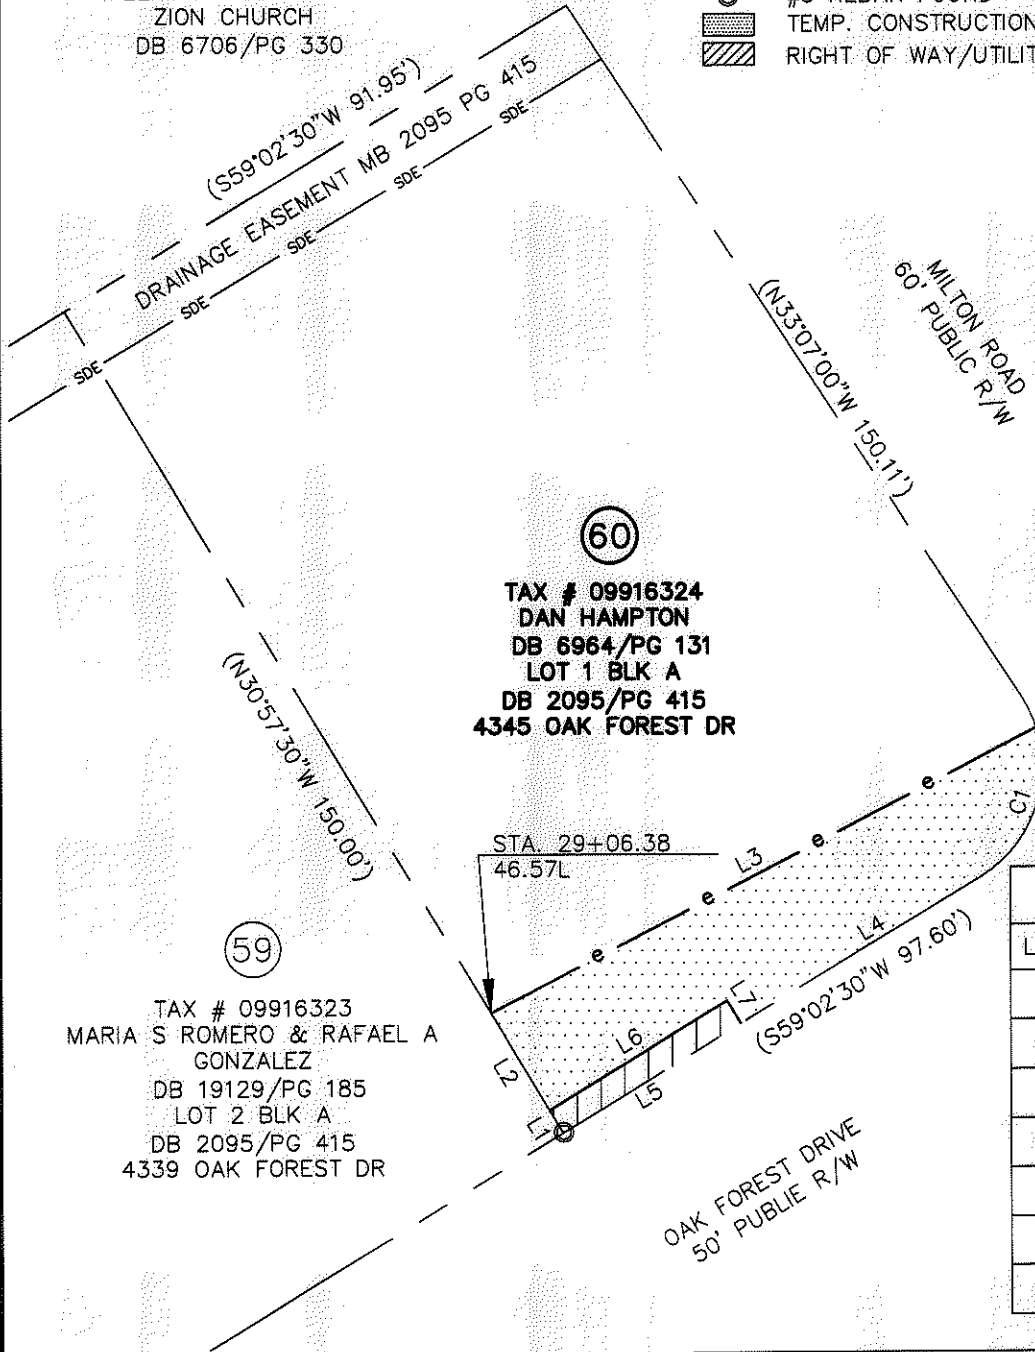 ZION CHURCH
DB 6706/PG 330
TEMP. CONSTRUCTION
RIGHT OF WAY/UTILIT
(S59°02'30"W 91.95')
DRAINAGE EASEMENT MB 2095 PG 415
SDE
SDE
SDE
SDE
SDE
MILTON ROAD
60' PUBLIC R/W
(N33°07'00"W 150.11')
60
TAX # 09916324
DAN HAMPTON
DB 6964/PG 131
LOT 1 BLK A
DB 2095/PG 415
4345 OAK FOREST DR
(N30°57'30"W 150.00')
STA. 29+06.38
46.57L
e
e
e
e
L3
C1
L4
(S59°02'30"W 97.60')
L7
L6
L5
L2
L1
L
59
TAX # 09916323
MARIA S ROMERO & RAFAEL A
GONZALEZ
DB 19129/PG 185
LOT 2 BLK A
DB 2095/PG 415
4339 OAK FOREST DR
OAK FOREST DRIVE
50' PUBLIE R/W